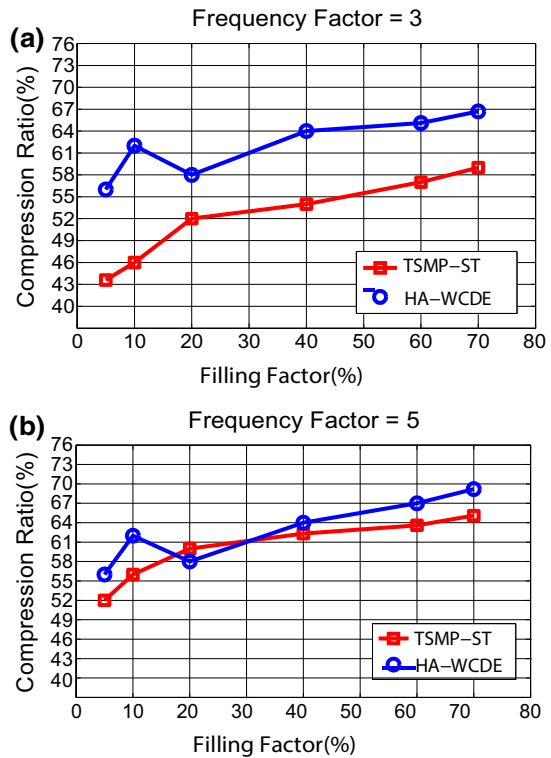 (a)
Frequency Factor = 3
Compression Ratio(%)
76
73
70
67
64
61
58
55
52
49
46
43
40
TSMP-ST
HA-WCDE
0 10 20 30 40 50 60 70 80
Filling Factor(%)
(b)
Frequency Factor = 5
Compression Ratio(%)
76
73
70
67
64
61
58
55
52
49
46
43
40
TSMP-ST
HA-WCDE
0 10 20 30 40 50 60 70 80
Filling Factor(%)